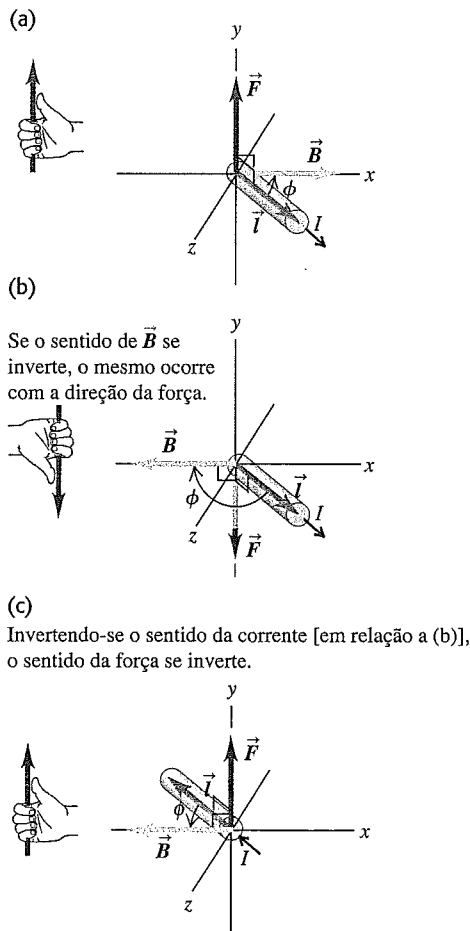 (a)
y
F⃗
B⃗
x
ϕ
l⃗
I
z
(b)
Se o sentido de B⃗ se
inverte, o mesmo ocorre
com a direção da força.
y
B⃗
x
ϕ
l⃗
I
z
F⃗
(c)
Invertendo-se o sentido da corrente [em relação a (b)],
o sentido da força se inverte.
y
F⃗
l⃗
ϕ
B⃗
x
I
z